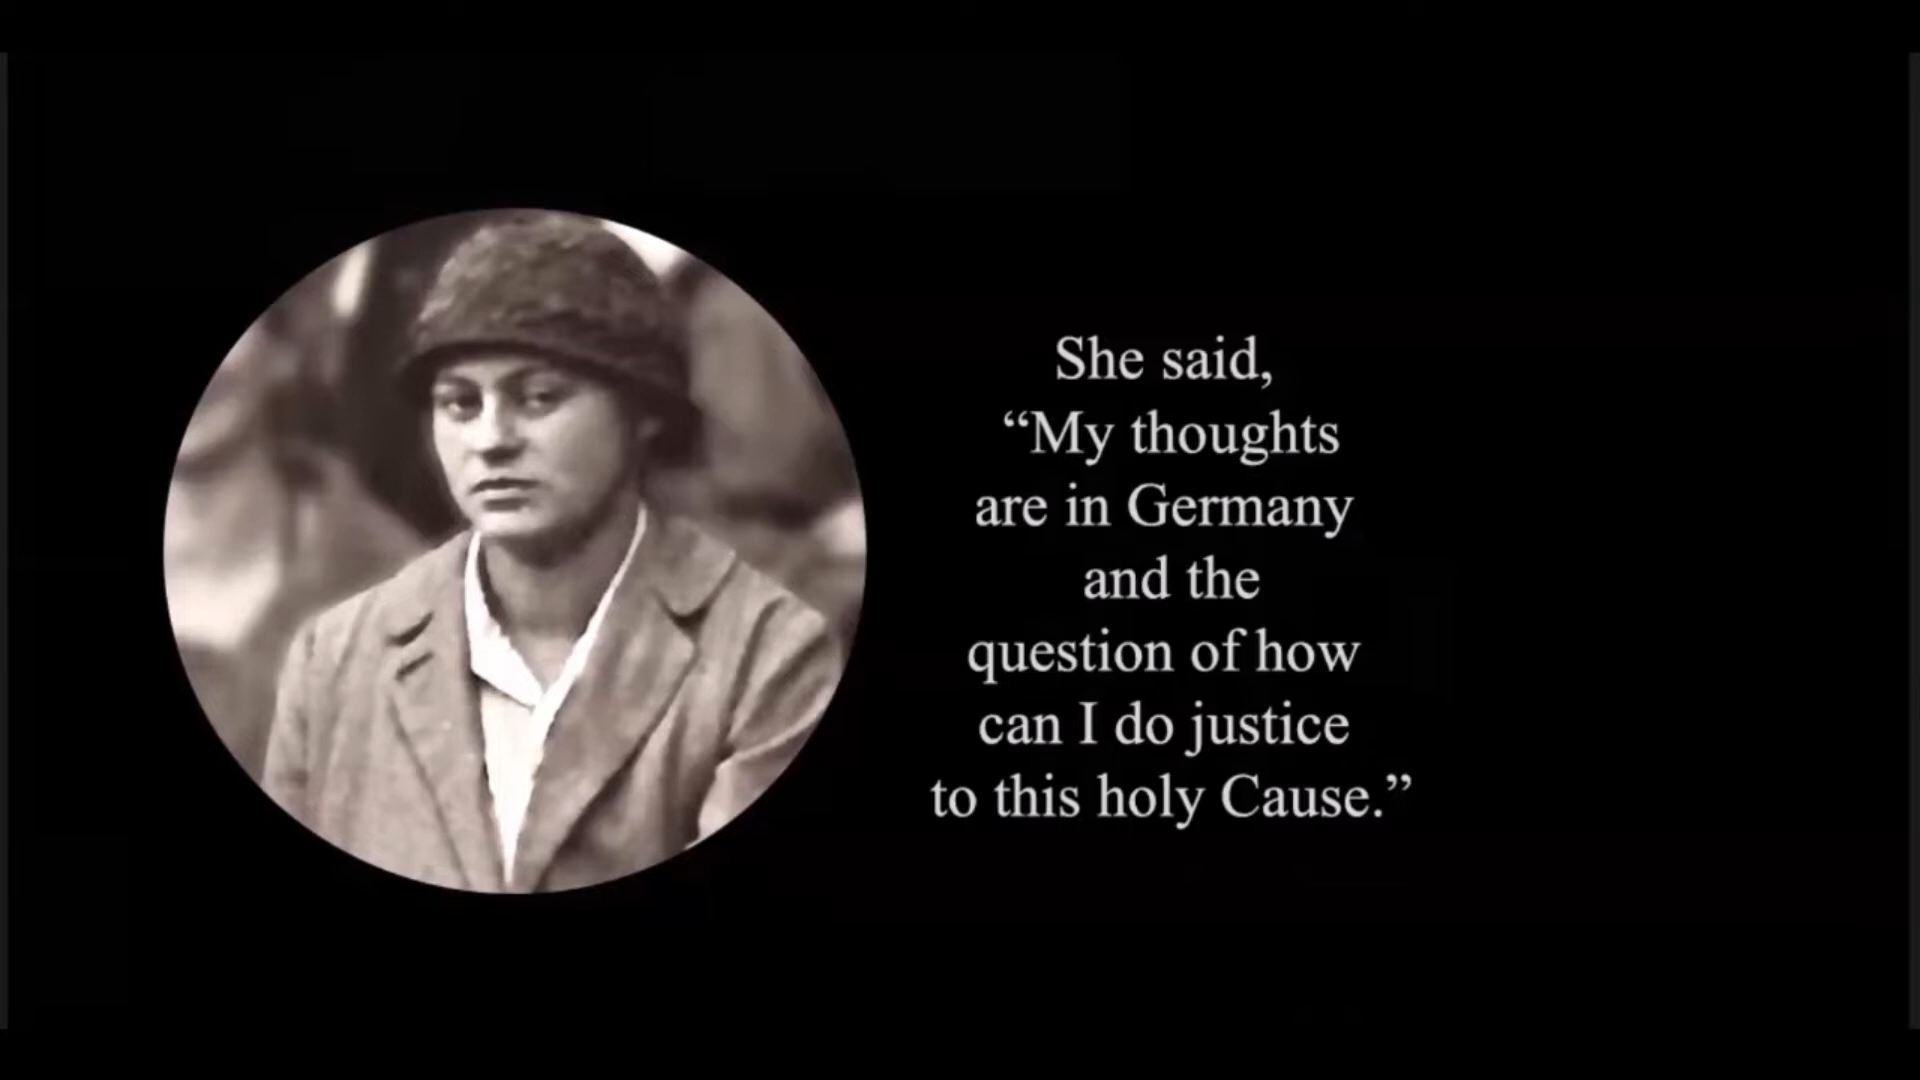 She said,
“My thoughts
are in Germany
and the
question of how
can I do justice
to this holy Cause.”